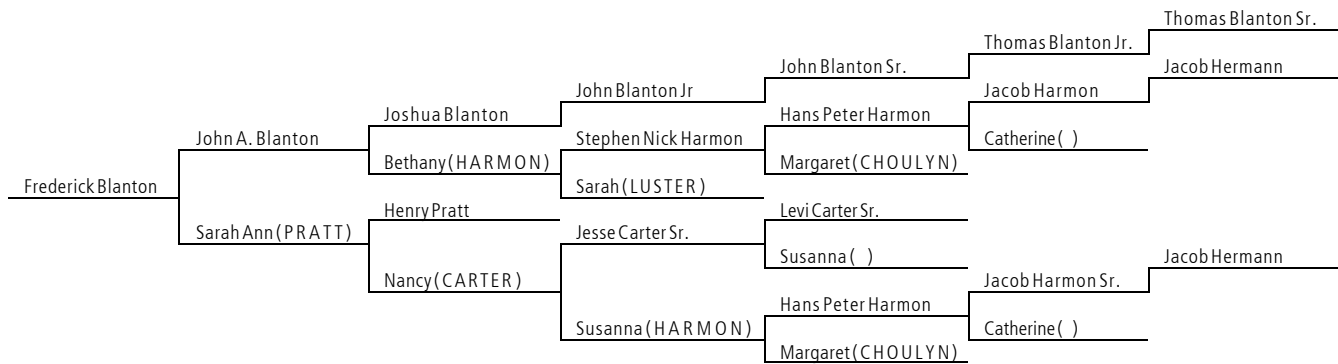 Thomas Blanton Sr.
Thomas Blanton Jr.
John Blanton Sr.
Jacob Hermann
John Blanton Jr
Jacob Harmon
Joshua Blanton
Hans Peter Harmon
John A. Blanton
Stephen Nick Harmon
Catherine ( )
Bethany (HARMON)
Margaret (CHOULYN)
Frederick Blanton
Sarah (LUSTER)
Henry Pratt
Levi Carter Sr.
Sarah Ann (PRATT)
Jesse Carter Sr.
Susanna ( )
Jacob Hermann
Nancy (CARTER)
Jacob Harmon Sr.
Hans Peter Harmon
Susanna (HARMON)
Catherine ( )
Margaret (CHOULYN)